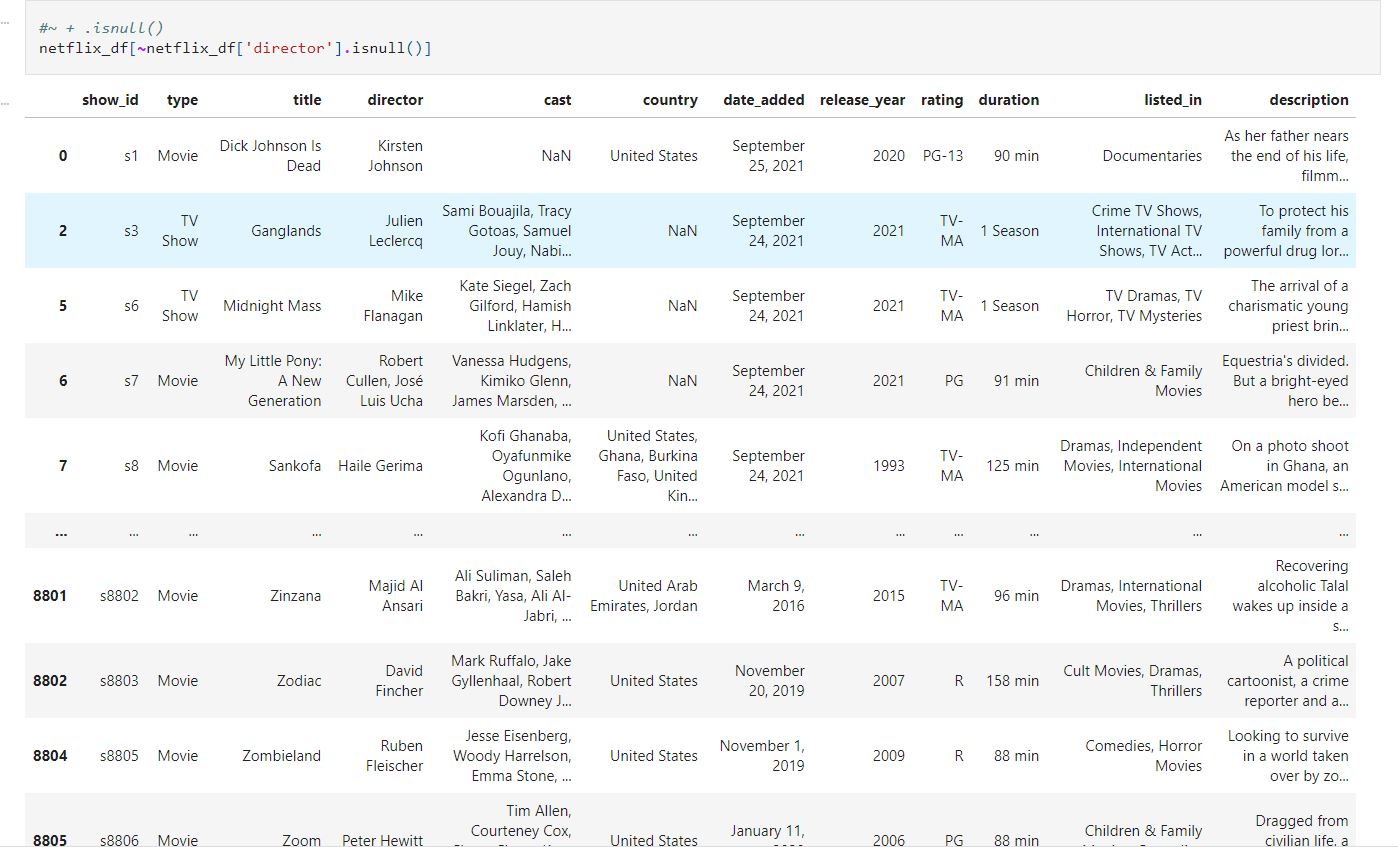 #~ + .isnull()
netflix_df[~netflix_df['director'].isnull()]
show_id type title director cast country date_added release_year rating duration listed_in description
0 s1 Movie Dick Johnson Is Dead Kirsten Johnson NaN United States September 25, 2021 2020 PG-13 90 min Documentaries As her father nears the end of his life, filmm...
2 s3 TV Show Ganglands Julien Leclercq Sami Bouajila, Tracy Gotoas, Samuel Jouy, Nabi... NaN September 24, 2021 2021 TV-MA 1 Season Crime TV Shows, International TV Shows, TV Act... To protect his family from a powerful drug lor...
5 s6 TV Show Midnight Mass Mike Flanagan Kate Siegel, Zach Gilford, Hamish Linklater, H... NaN September 24, 2021 2021 TV-MA 1 Season TV Dramas, TV Horror, TV Mysteries The arrival of a charismatic young priest brin...
6 s7 Movie My Little Pony: A New Generation Robert Cullen, José Luis Ucha Vanessa Hudgens, Kimiko Glenn, James Marsden, ... NaN September 24, 2021 2021 PG 91 min Children & Family Movies Equestria's divided. But a bright-eyed hero be...
7 s8 Movie Sankofa Haile Gerima Kofi Ghanaba, Oyafunmike Ogunlano, Alexandra D... United States, Ghana, Burkina Faso, United Kin... September 24, 2021 1993 TV-MA 125 min Dramas, Independent Movies, International Movies On a photo shoot in Ghana, an American model s...
... ... ... ... ... ... ... ... ... ... ... ... ...
8801 s8802 Movie Zinzana Majid Al Ansari Ali Suliman, Saleh Bakri, Yasa, Ali Al-Jabri, ... United Arab Emirates, Jordan March 9, 2016 2015 TV-MA 96 min Dramas, International Movies, Thrillers Recovering alcoholic Talal wakes up inside a s...
8802 s8803 Movie Zodiac David Fincher Mark Ruffalo, Jake Gyllenhaal, Robert Downey J... United States November 20, 2019 2007 R 158 min Cult Movies, Dramas, Thrillers A political cartoonist, a crime reporter and a...
8804 s8805 Movie Zombieland Ruben Fleischer Jesse Eisenberg, Woody Harrelson, Emma Stone, ... United States November 1, 2019 2009 R 88 min Comedies, Horror Movies Looking to survive in a world taken over by zo...
8805 s8806 Movie Zoom Peter Hewitt Tim Allen, Courteney Cox, United States January 11, 2006 PG 88 min Children & Family Dragged from civilian life, a